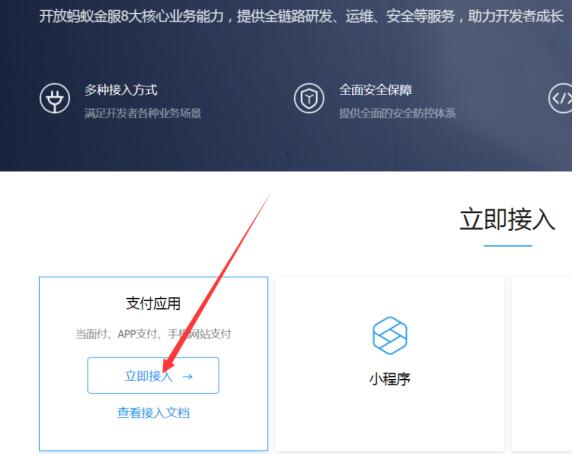 开放蚂蚁金服8大核心业务能力，提供全链路研发、运维、安全等服务，助力开发者成长
多种接入方式
满足开发者各种业务场景
全面安全保障
提供全面的安全防控体系
立即接入
支付应用
当面付、APP支付、手机网站支付
立即接入 →
查看接入文档
小程序